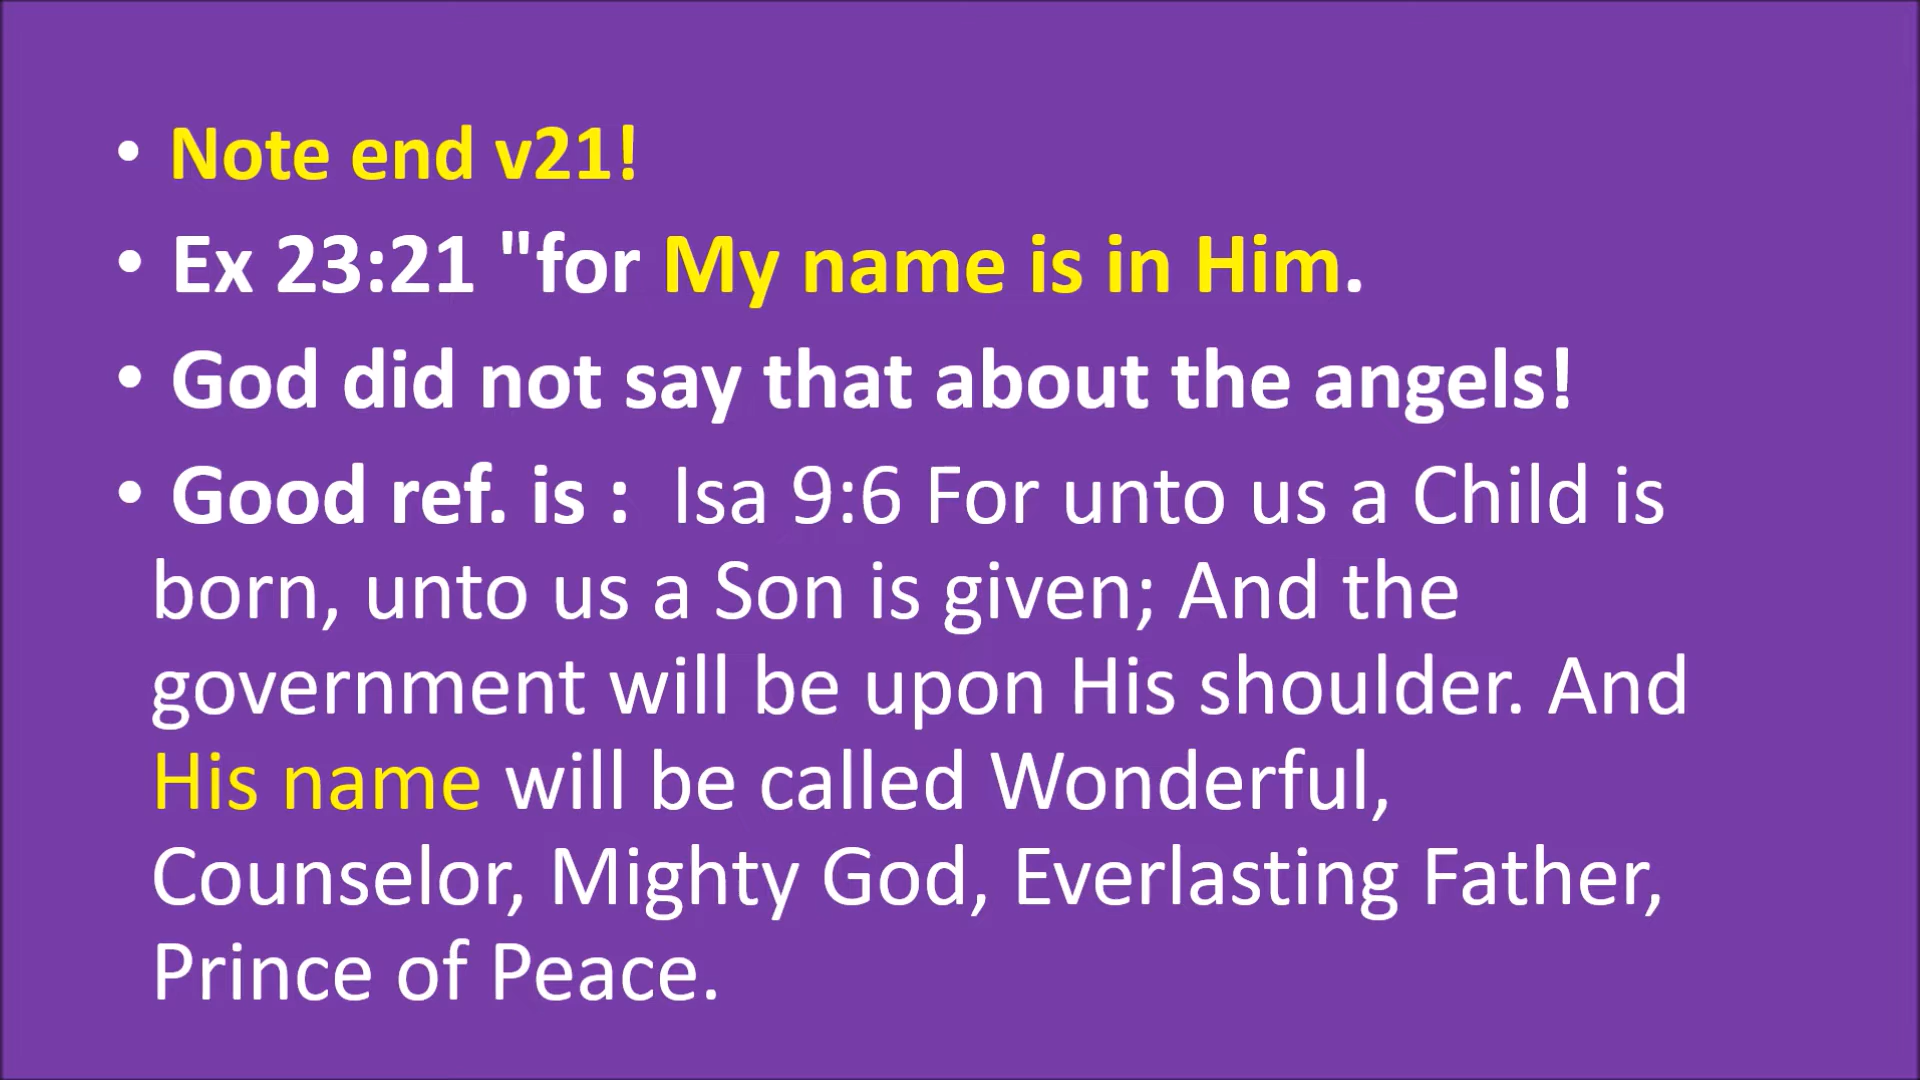 • Note end v21!
• Ex 23:21 "for My name is in Him.
• God did not say that about the angels!
• Good ref. is : Isa 9:6 For unto us a Child is
born, unto us a Son is given; And the
government will be upon His shoulder. And
His name will be called Wonderful,
Counselor, Mighty God, Everlasting Father,
Prince of Peace.